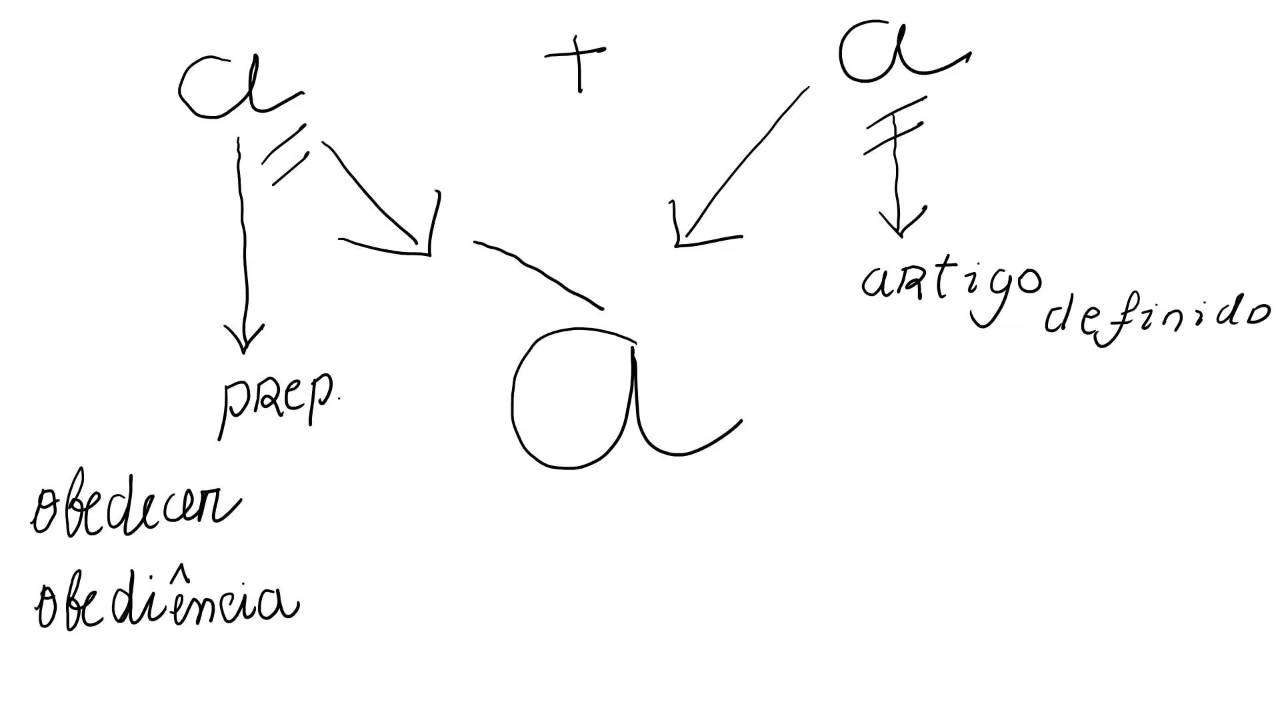 a + a
artigo
definido
à
prep.
obedecer
obediência